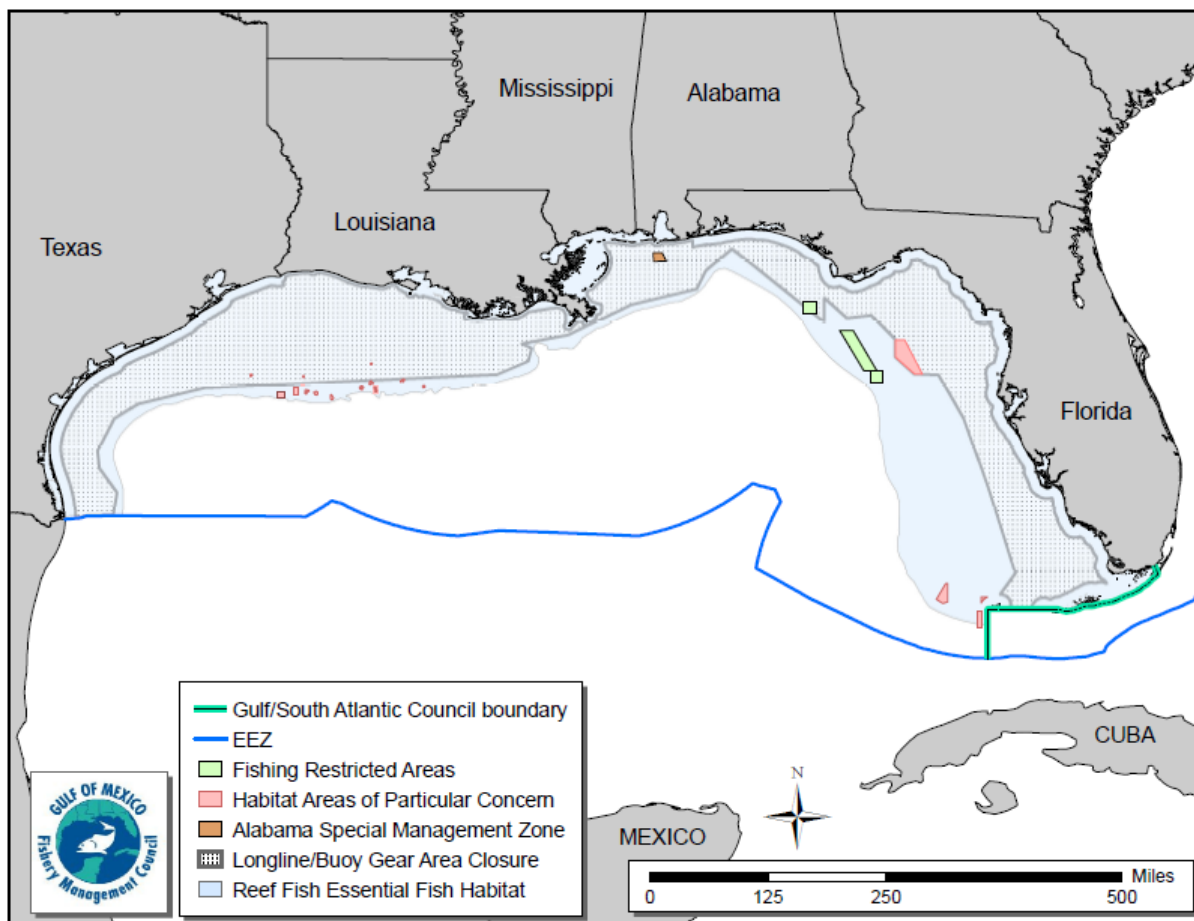 Mississippi
Alabama
Louisiana
Texas
Florida
Gulf/South Atlantic Council boundary
EEZ
Fishing Restricted Areas
Habitat Areas of Particular Concern
Alabama Special Management Zone
Longline/Buoy Gear Area Closure
Reef Fish Essential Fish Habitat
GULF OF MEXICO
Fishery Management Council
CUBA
N
MEXICO
Miles
0 125 250 500